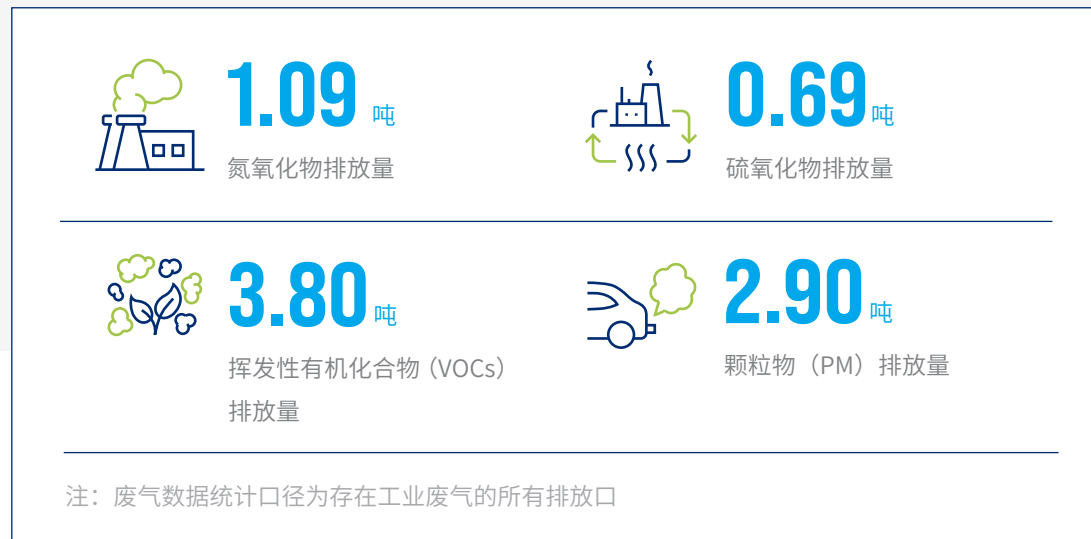 1.09 吨
氮氧化物排放量
0.69 吨
硫氧化物排放量
3.80 吨
挥发性有机化合物（VOCs）
排放量
2.90 吨
颗粒物（PM）排放量
注：废气数据统计口径为存在工业废气的所有排放口